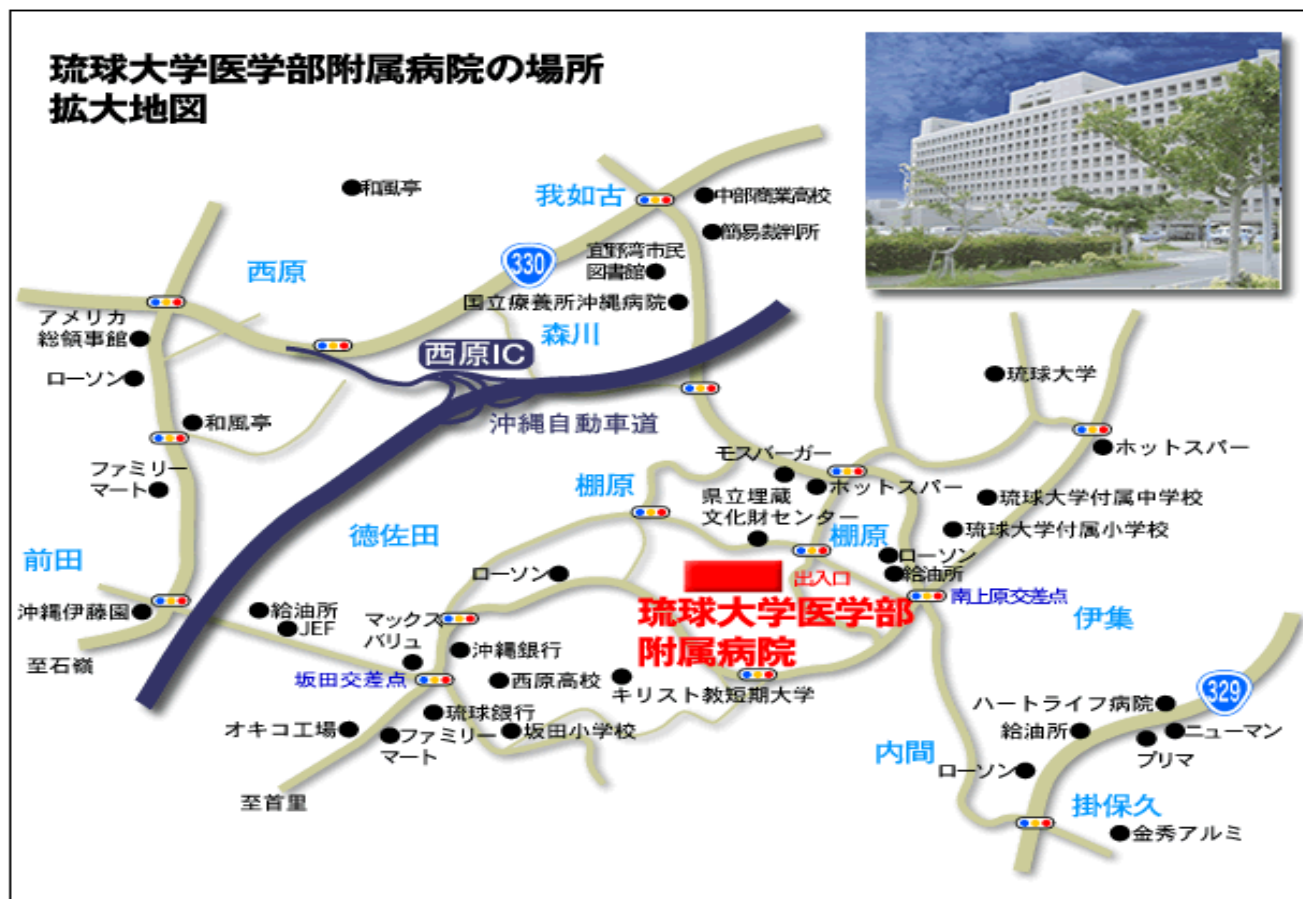 琉球大学医学部附属病院の場所
拡大地図
和風亭
我如古
中部商業高校
簡易裁判所
宜野湾市民
図書館
330
西原
国立療養所沖縄病院
アメリカ
総領事館
森川
西原IC
ローソン
琉球大学
和風亭
沖縄自動車道
ホットスパー
モスバーガー
ファミリー
マート
棚原
県立埋蔵
文化財センター
ホットスパー
琉球大学付属中学校
琉球大学付属小学校
徳佐田
棚原
前田
ローソン
ローソン
給油所
出入口
沖縄伊藤園
給油所
JEF
マックス
バリュ
琉球大学医学部
附属病院
南上原交差点
伊集
至石嶺
沖縄銀行
坂田交差点
西原高校
キリスト教短期大学
329
ハートライフ病院
琉球銀行
オキコ工場
ファミリー
マート
坂田小学校
給油所
ニューマン
プリマ
内間
ローソン
至首里
掛保久
金秀アルミ